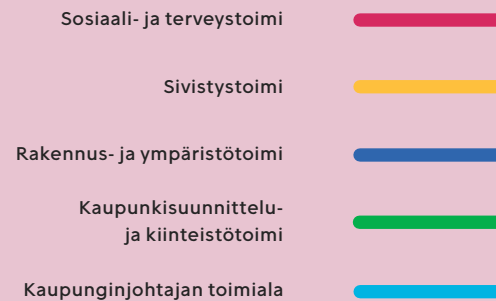 Sosiaali- ja terveystoimi
Sivistystoimi
Rakennus- ja ympäristötoimi
Kaupunkisuunnittelu-
ja kiinteistötoimi
Kaupunginjohtajan toimiala